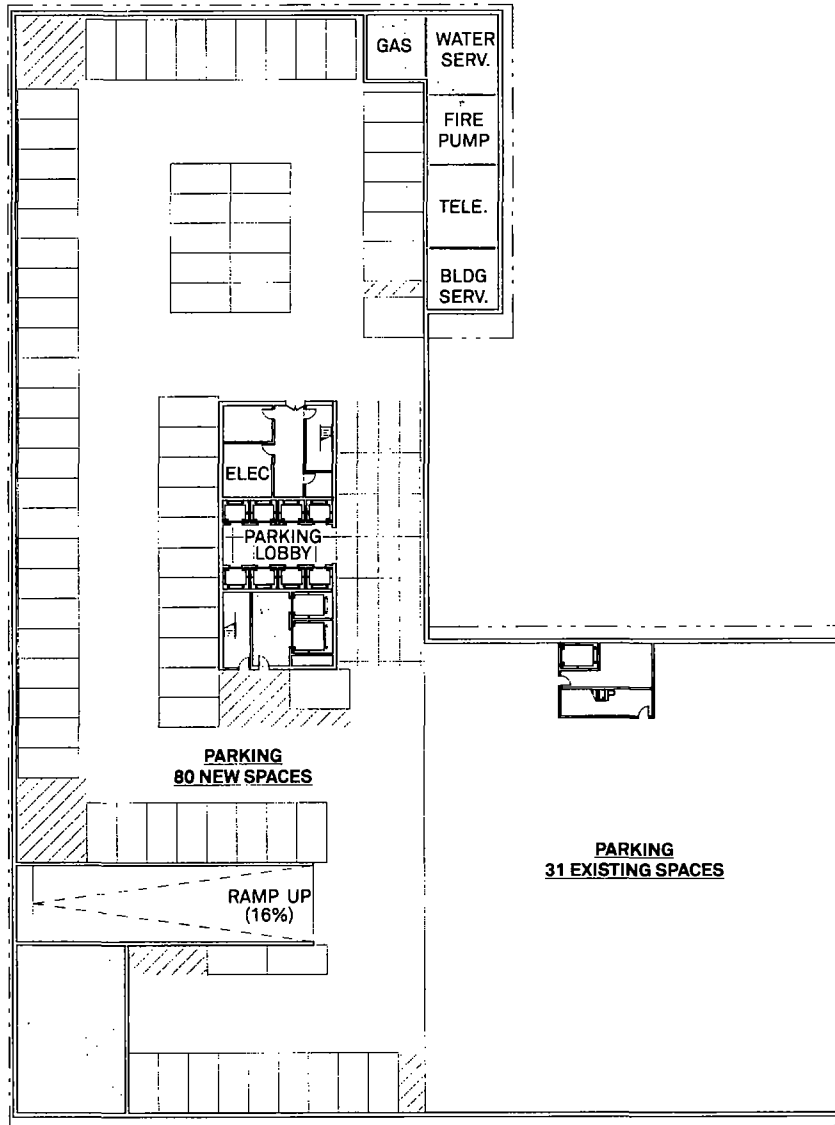 GAS
WATER
SERV.
FIRE
PUMP
TELE.
BLDG
SERV.
ELEC
PARKING
LOBBY
PARKING
80 NEW SPACES
PARKING
31 EXISTING SPACES
RAMP UP
(16%)